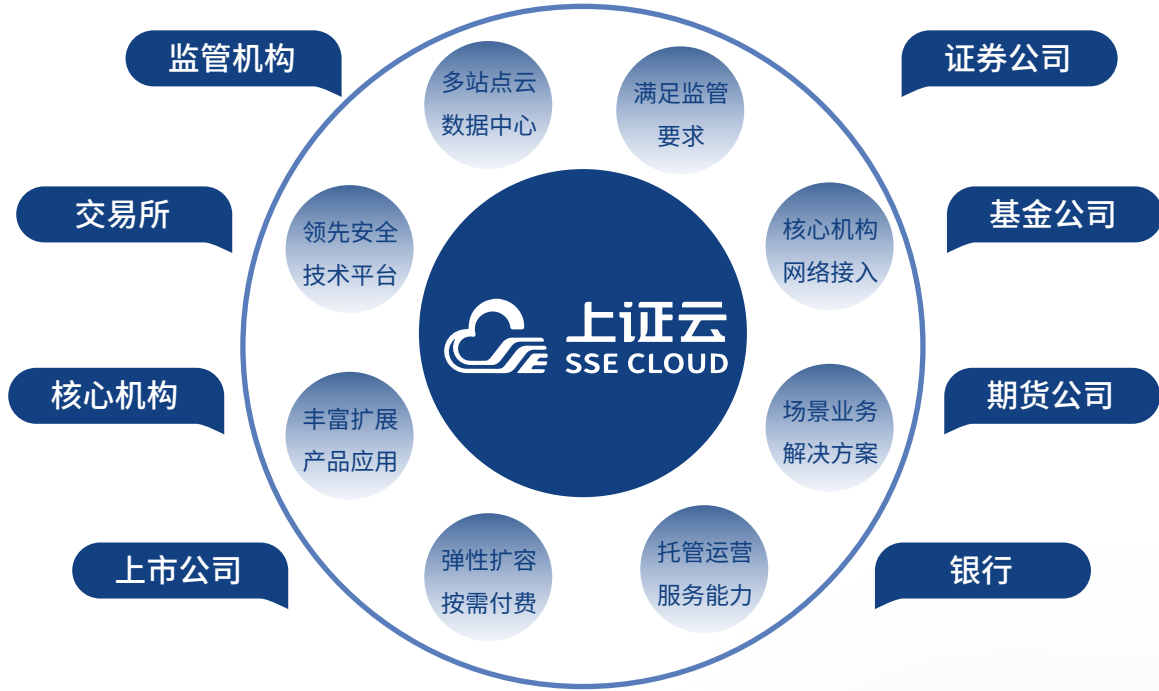 监管机构
证券公司
多站点云
数据中心
满足监管
要求
交易所
基金公司
领先安全
技术平台
核心机构
网络接入
上证云
SSE CLOUD
核心机构
期货公司
丰富扩展
产品应用
场景业务
解决方案
上市公司
银行
弹性扩容
按需付费
托管运营
服务能力